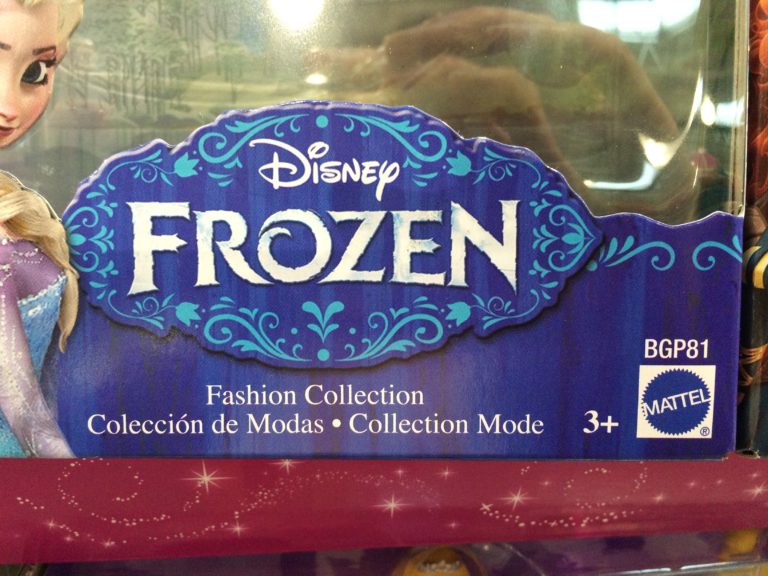 Disney
FROZEN
BGP81
Fashion Collection
Colección de Modas • Collection Mode
3+
MATTEL
®